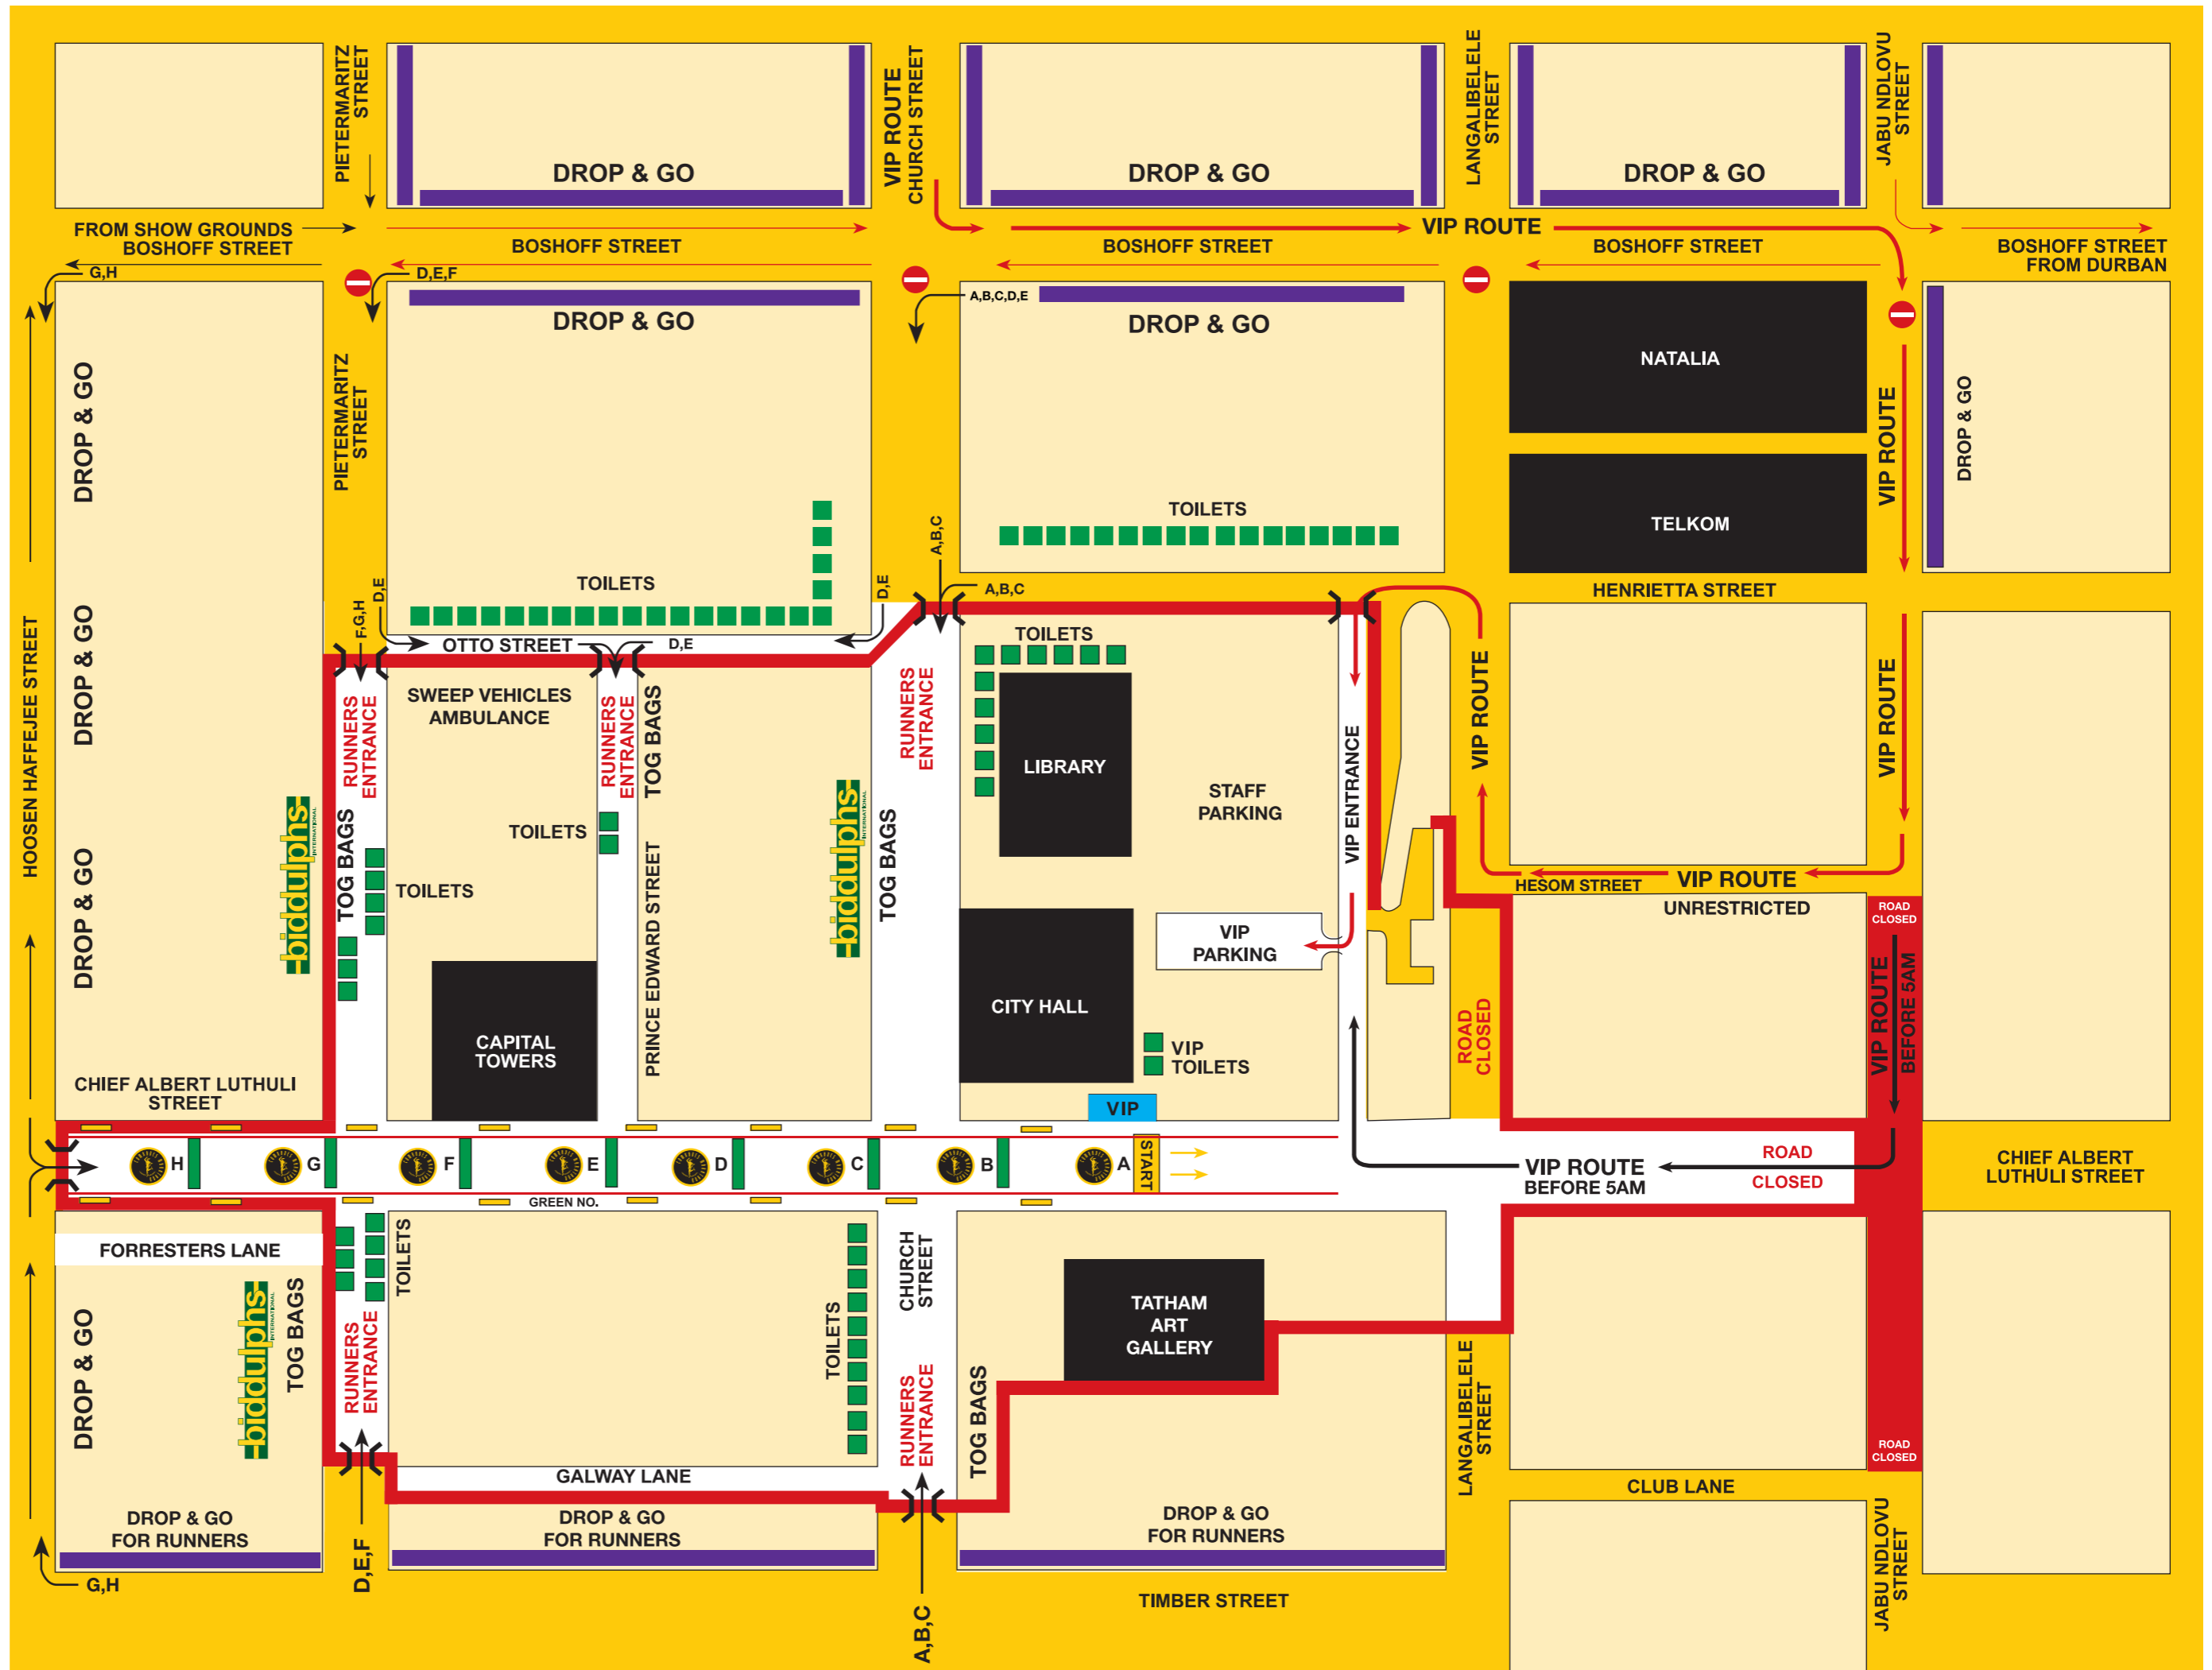 PIETERMARITZ
STREET
VIP ROUTE
CHURCH STREET
LANGALIBELELE
STREET
JABU NDLOVU
STREET
DROP & GO
DROP & GO
DROP & GO
FROM SHOW GROUNDS
BOSHOFF STREET
BOSHOFF STREET
BOSHOFF STREET
VIP ROUTE
BOSHOFF STREET
BOSHOFF STREET
FROM DURBAN
G,H
D,E,F
A,B,C,D,E
DROP & GO
DROP & GO
NATALIA
TELKOM
VIP ROUTE
DROP & GO
DROP & GO
PIETERMARITZ
STREET
TOILETS
TOILETS
A,B,C
A,B,C
D,E
D,E
F,G,H
OTTO STREET
D,E
HENRIETTA STREET
HOOSEN HAFFEJEE STREET
DROP & GO
DROP & GO
RUNNERS
ENTRANCE
SWEEP VEHICLES
AMBULANCE
RUNNERS
ENTRANCE
TOG BAGS
RUNNERS
ENTRANCE
TOILETS
LIBRARY
STAFF
PARKING
VIP ENTRANCE
VIP ROUTE
VIP ROUTE
biddulphs
INTERNATIONAL
TOG BAGS
TOILETS
TOILETS
PRINCE EDWARD STREET
biddulphs
INTERNATIONAL
TOG BAGS
HESOM STREET
VIP ROUTE
UNRESTRICTED
ROAD
CLOSED
VIP
PARKING
VIP ROUTE
BEFORE 5AM
CITY HALL
CAPITAL
TOWERS
VIP
TOILETS
ROAD
CLOSED
CHIEF ALBERT LUTHULI
STREET
VIP
H
G
F
E
D
C
B
A
START
VIP ROUTE
BEFORE 5AM
ROAD
CLOSED
CHIEF ALBERT
LUTHULI STREET
GREEN NO.
FORRESTERS LANE
TOILETS
CHURCH
STREET
DROP & GO
biddulphs
INTERNATIONAL
TOG BAGS
RUNNERS
ENTRANCE
TOILETS
RUNNERS
ENTRANCE
TOG BAGS
TATHAM
ART
GALLERY
LANGALIBELELE
STREET
ROAD
CLOSED
GALWAY LANE
CLUB LANE
DROP & GO
FOR RUNNERS
DROP & GO
FOR RUNNERS
DROP & GO
FOR RUNNERS
G,H
D,E,F
A,B,C
TIMBER STREET
JABU NDLOVU
STREET